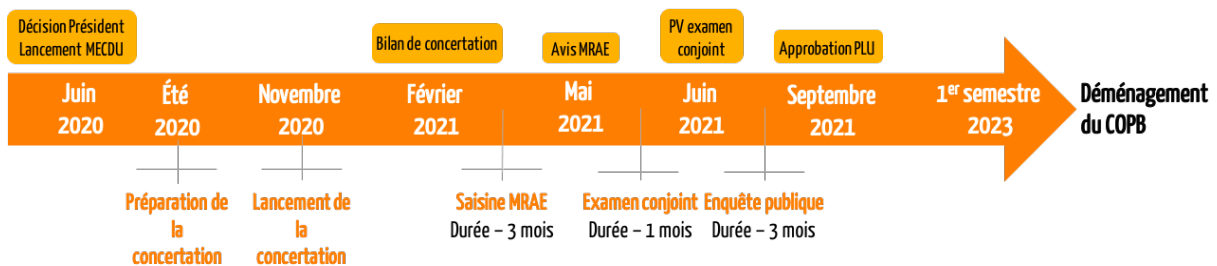 Décision Président
Lancement MECDU
Bilan de concertation
Avis MRAE
PV examen
conjoint
Approbation PLU
Juin
2020
Été
2020
Novembre
2020
Février
2021
Mai
2021
Juin
2021
Septembre
2021
1er semestre
2023
Déménagement
du COPB
Préparation de
la
concertation
Lancement de
la
concertation
Saisine MRAE
Durée – 3 mois
Examen conjoint
Durée – 1 mois
Enquête publique
Durée – 3 mois